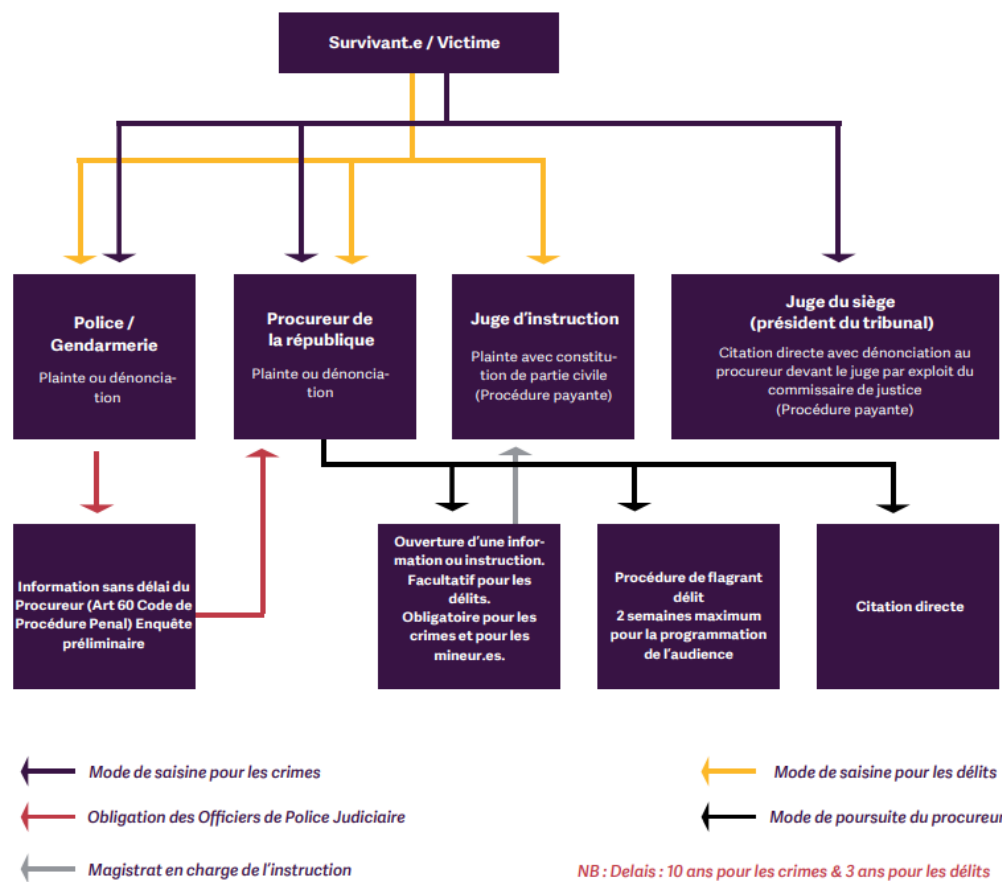 Survivant.e / Victime
Police /
Gendarmerie
Plainte ou dénoncia-
tion
Procureur de
la république
Plainte ou dénoncia-
tion
Juge d'instruction
Plainte avec constitu-
tion de partie civile
(Procédure payante)
Juge du siège
(président du tribunal)
Citation directe avec dénonciation au
procureur devant le juge par exploit du
commissaire de justice
(Procédure payante)
Information sans délai du
Procureur (Art 60 Code de
Procédure Penal) Enquête
préliminaire
Ouverture d'une infor-
mation ou instruction.
Facultatif pour les
délits.
Obligatoire pour les
crimes et pour les
mineur.es.
Procédure de flagrant
délit
2 semaines maximum
pour la programmation
de l'audience
Citation directe
Mode de saisine pour les crimes
Mode de saisine pour les délits
Obligation des Officiers de Police Judiciaire
Mode de poursuite du procureur
Magistrat en charge de l'instruction
NB : Delais : 10 ans pour les crimes & 3 ans pour les délits